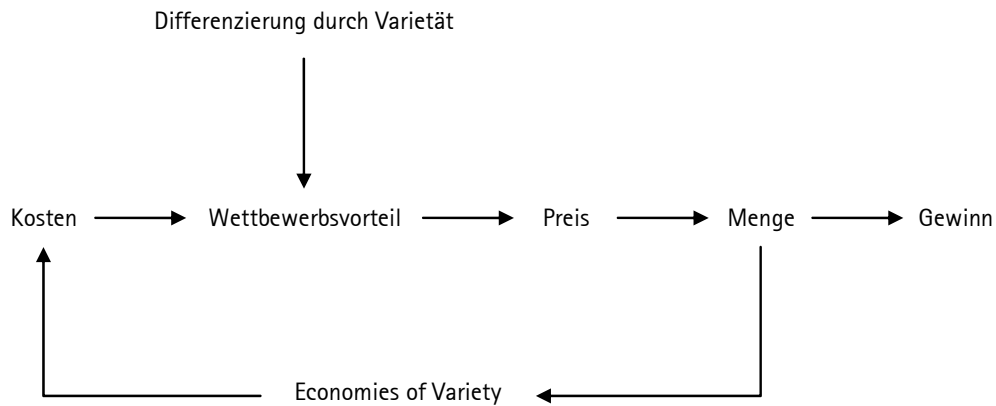 Differenzierung durch Varietät
Kosten Wettbewerbsvorteil Preis Menge Gewinn
Economies of Variety